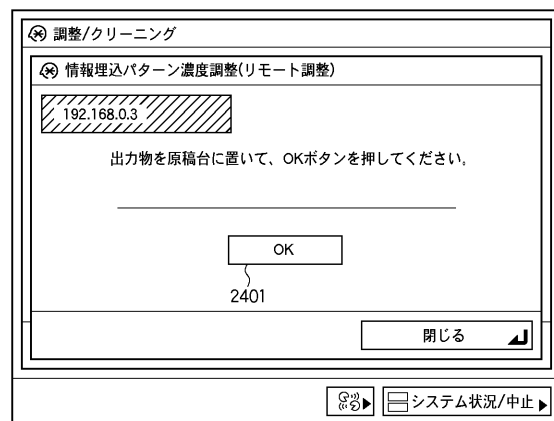 調整/クリーニング
情報埋込パターン濃度調整(リモート調整)
192.168.0.3
出力物を原稿台に置いて、OKボタンを押してください。
OK
2401
閉じる
システム状況/中止